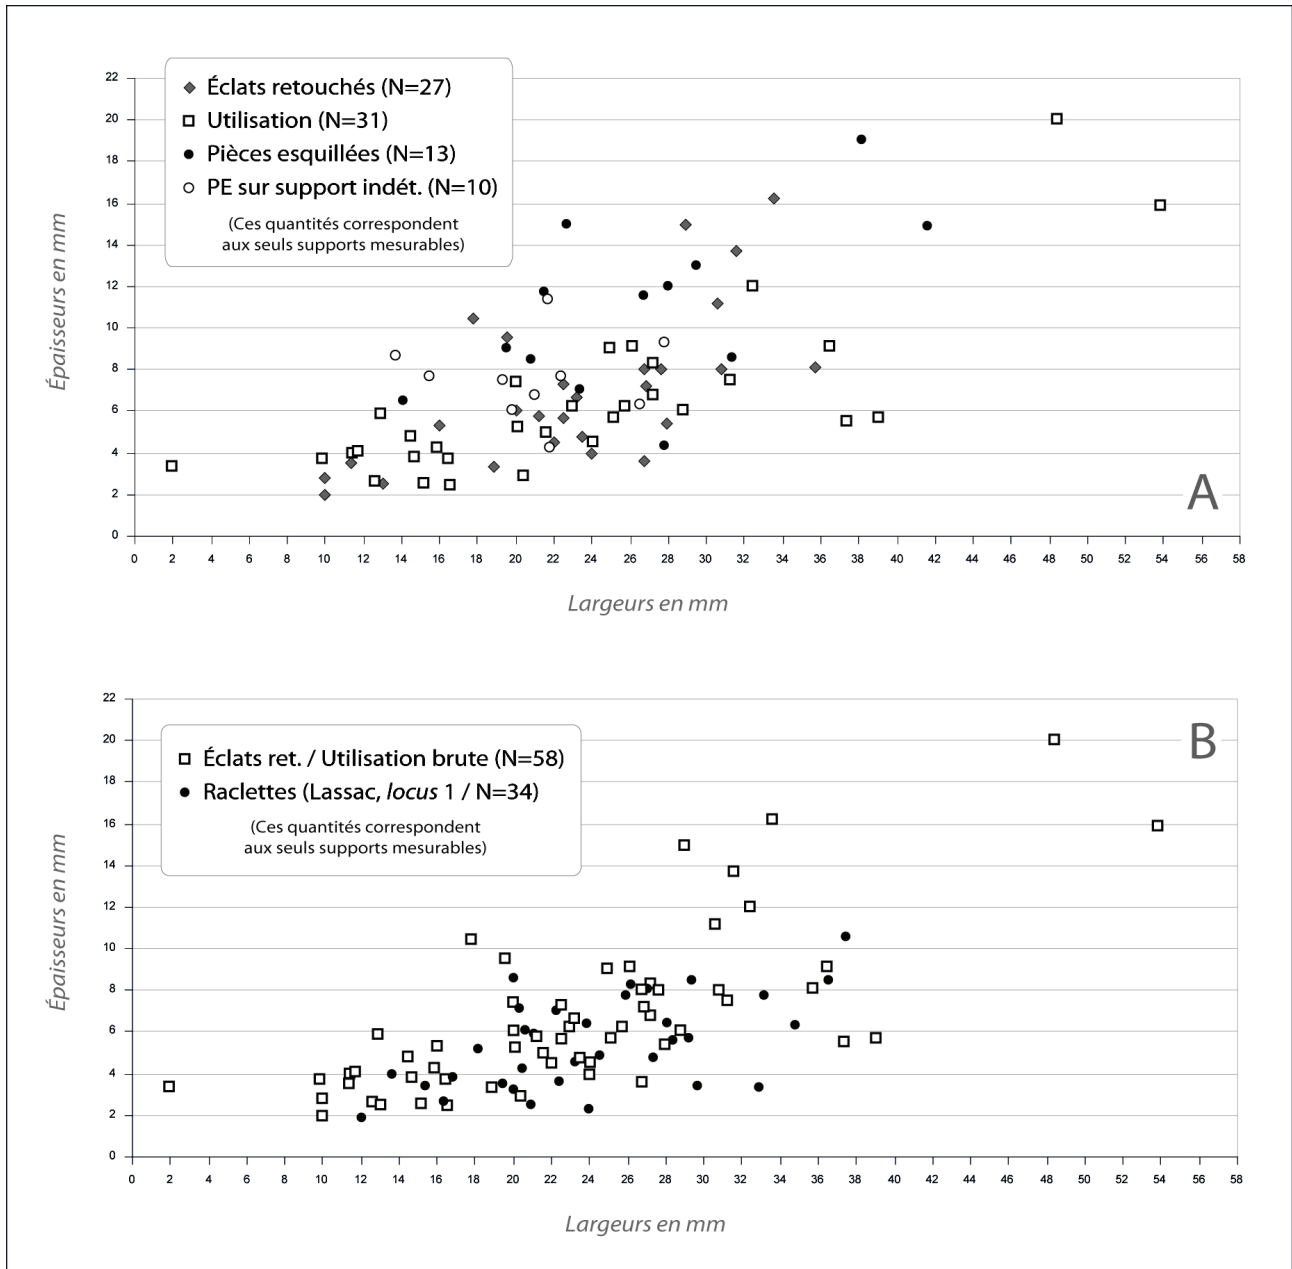 Éclats retouchés (N=27)
Utilisation (N=31)
Pièces esquillées (N=13)
PE sur support indét. (N=10)
(Ces quantités correspondent
aux seuls supports mesurables)
Épaisseurs en mm
22
20
18
16
14
12
10
8
6
4
2
0
A
0 2 4 6 8 10 12 14 16 18 20 22 24 26 28 30 32 34 36 38 40 42 44 46 48 50 52 54 56 58
Largeurs en mm
Éclats ret. / Utilisation brute (N=58)
Raclettes (Lassac, locus 1 / N=34)
(Ces quantités correspondent
aux seuls supports mesurables)
Épaisseurs en mm
22
20
18
16
14
12
10
8
6
4
2
0
B
0 2 4 6 8 10 12 14 16 18 20 22 24 26 28 30 32 34 36 38 40 42 44 46 48 50 52 54 56 58
Largeurs en mm